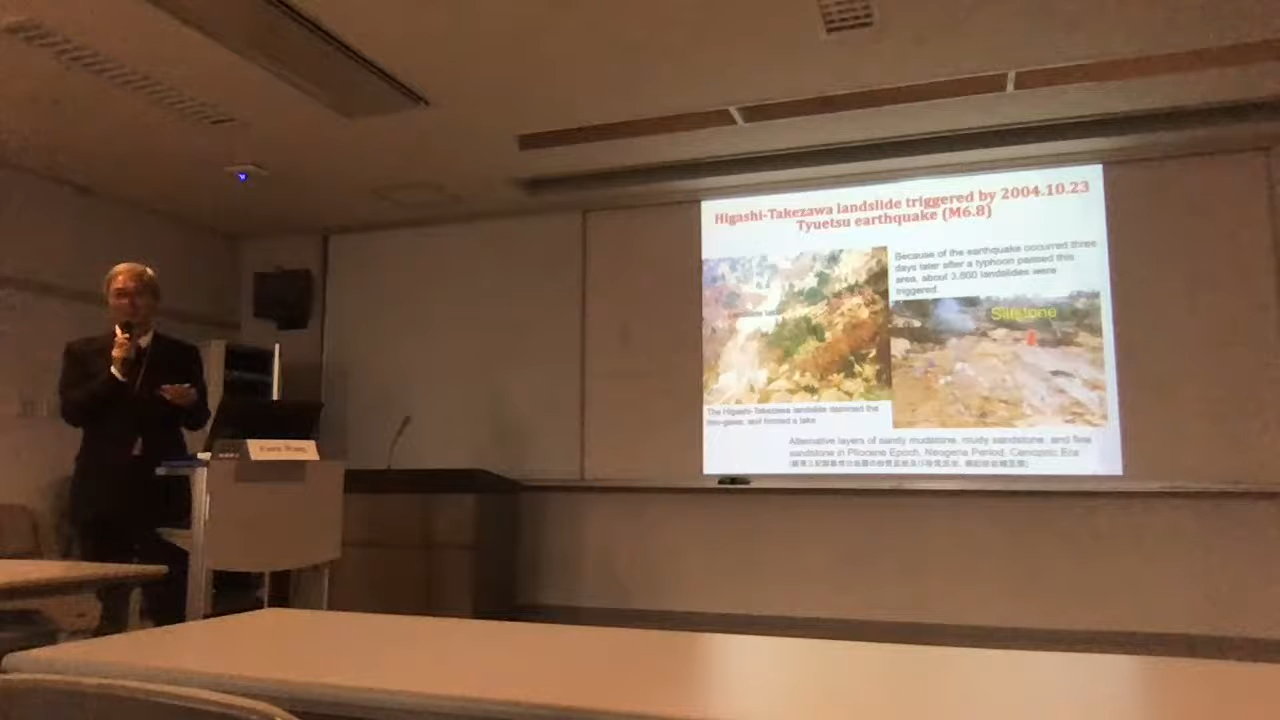 Higashi-Takezawa landslide triggered by 2004.10.23
Tyuetsu earthquake (M6.8)
Because of the earthquake occurred three
days later after a typhoon passed this
area, about 3,800 landslides were
triggered.
Siltstone
The Higashi-Takezawa landslide dammed the
and formed a lake
Alternative layers of sandy mudstone, mudy sandstone, and fine
sandstone in Pliocene Epoch, Neogene Period, Cenozoic Era